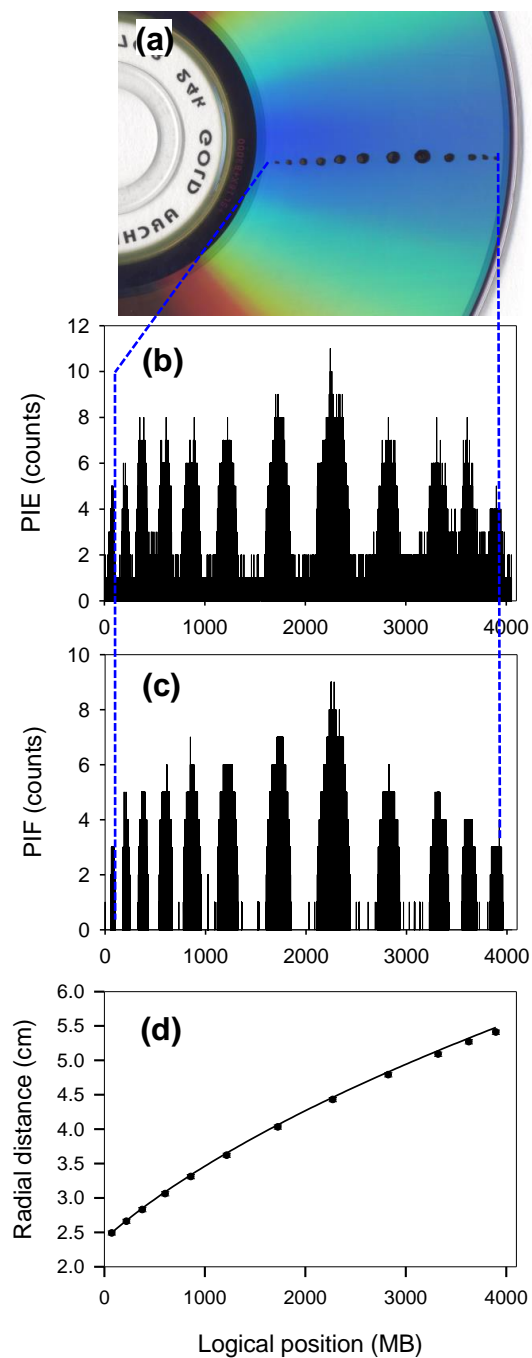 (a)
24K GOLD ARCH
(b)
PIE (counts)
12
10
8
6
4
2
0
0 1000 2000 3000 4000
(c)
PIF (counts)
10
8
6
4
2
0
0 1000 2000 3000 4000
(d)
Radial distance (cm)
6.0
5.5
5.0
4.5
4.0
3.5
3.0
2.5
2.0
0 1000 2000 3000 4000
Logical position (MB)